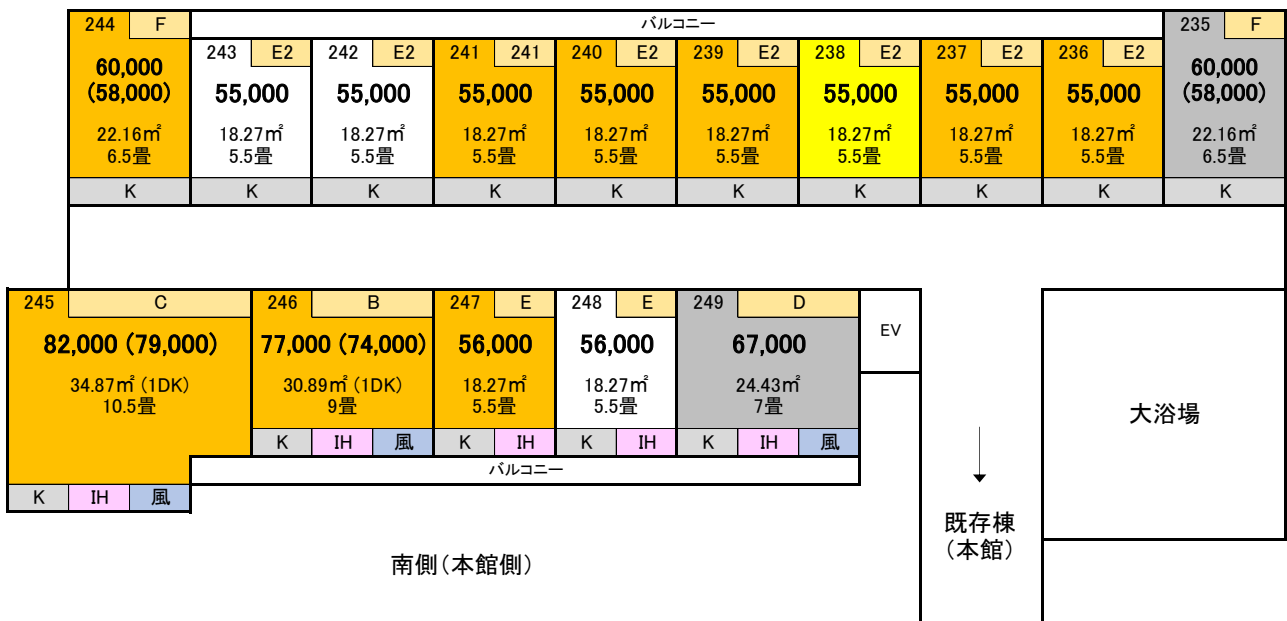 244 F バルコニー 235 F
243 E2 242 E2 241 241 240 E2 239 E2 238 E2 237 E2 236 E2
60,000 60,000
(58,000) 55,000 55,000 55,000 55,000 55,000 55,000 55,000 55,000 (58,000)
22.16㎡ 18.27㎡ 18.27㎡ 18.27㎡ 18.27㎡ 18.27㎡ 18.27㎡ 18.27㎡ 18.27㎡ 22.16㎡
6.5畳 5.5畳 5.5畳 5.5畳 5.5畳 5.5畳 5.5畳 5.5畳 5.5畳 6.5畳
K K K K K K K K K K
245 C 246 B 247 E 248 E 249 D
EV
82,000 (79,000) 77,000 (74,000) 56,000 56,000 67,000
34.87㎡ (1DK) 30.89㎡ (1DK) 18.27㎡ 18.27㎡ 24.43㎡
10.5畳 9畳 5.5畳 5.5畳 7畳
大浴場
K IH 風 K IH K IH K IH 風
バルコニー
K IH 風
既存棟
(本館)
南側(本館側)